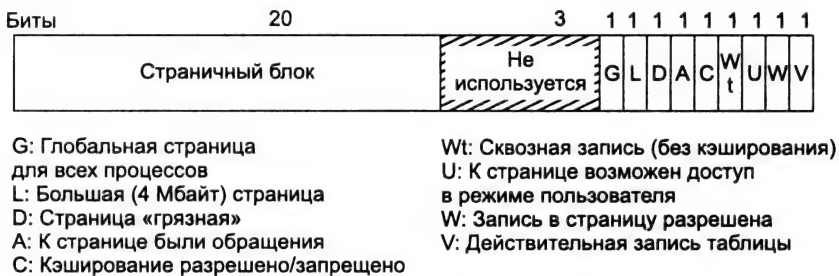 Биты 20 3 1 1 1 1 1 1 1 1 1
Страничный блок Не используется G L D A C Wt U W V
G: Глобальная страница
для всех процессов
L: Большая (4 Мбайт) страница
D: Страница «грязная»
A: К странице были обращения
C: Кэширование разрешено/запрещено
Wt: Сквозная запись (без кэширования)
U: К странице возможен доступ
в режиме пользователя
W: Запись в страницу разрешена
V: Действительная запись таблицы